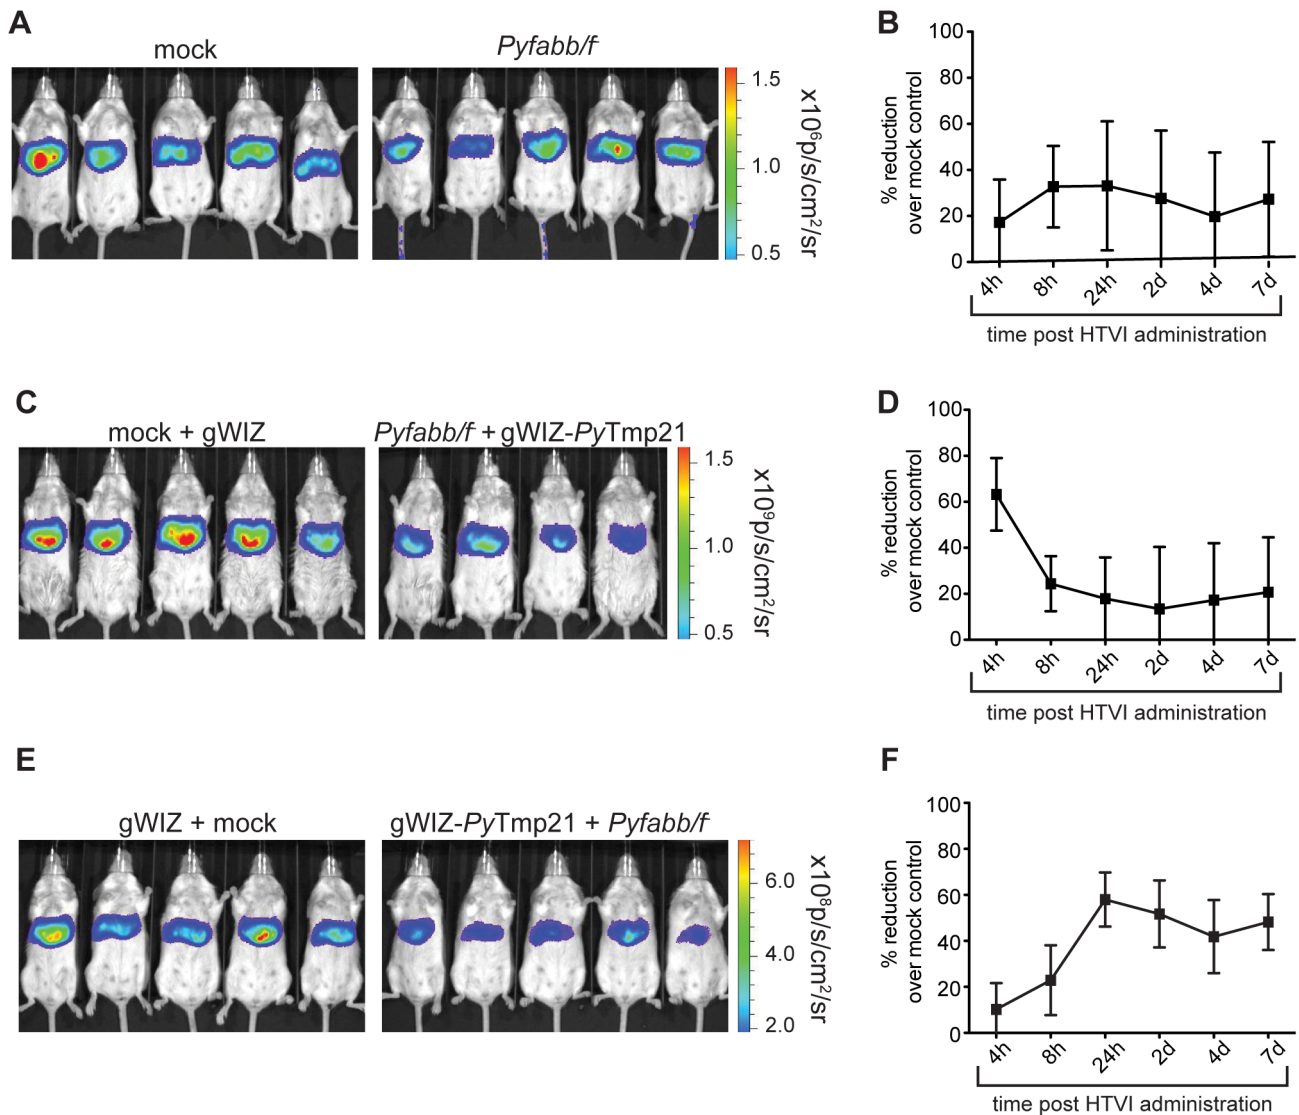 A
mock
Pyfabb/f-
1.5
1.0
0.5
x10⁶p/s/cm²/sr
B
% reduction
over mock control
100
80
60
40
20
0
4h
8h
24h
2d
4d
7d
time post HTVI administration
C
mock + gWIZ
Pyfabb/f- + gWIZ-PyTmp21
1.5
1.0
0.5
x10⁹p/s/cm²/sr
D
% reduction
over mock control
100
80
60
40
20
0
4h
8h
24h
2d
4d
7d
time post HTVI administration
E
gWIZ + mock
gWIZ-PyTmp21 + Pyfabb/f-
6.0
4.0
2.0
x10⁸p/s/cm²/sr
F
% reduction
over mock control
100
80
60
40
20
0
4h
8h
24h
2d
4d
7d
time post HTVI administration